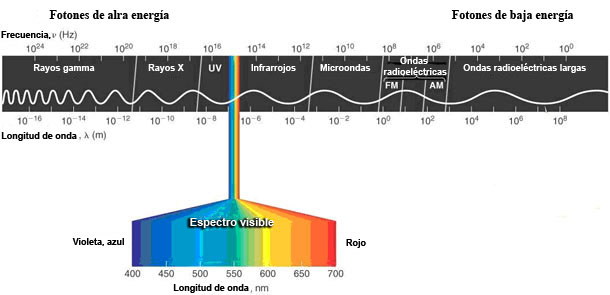 Fotones de alra energía Fotones de baja energía
Frecuencia, ν (Hz)
10²⁴ 10²² 10²⁰ 10¹⁸ 10¹⁶ 10¹⁴ 10¹² 10¹⁰ 10⁸ 10⁶ 10⁴ 10² 10⁰
Rayos gamma Rayos X UV Infrarrojos Microondas Ondas radioeléctricas Ondas radioeléctricas largas
FM AM
10⁻¹⁶ 10⁻¹⁴ 10⁻¹² 10⁻¹⁰ 10⁻⁸ 10⁻⁶ 10⁻⁴ 10⁻² 10⁰ 10² 10⁴ 10⁶ 10⁸
Longitud de onda , λ (m)
Espectro visible
Violeta, azul Rojo
400 450 500 550 600 650 700
Longitud de onda , nm